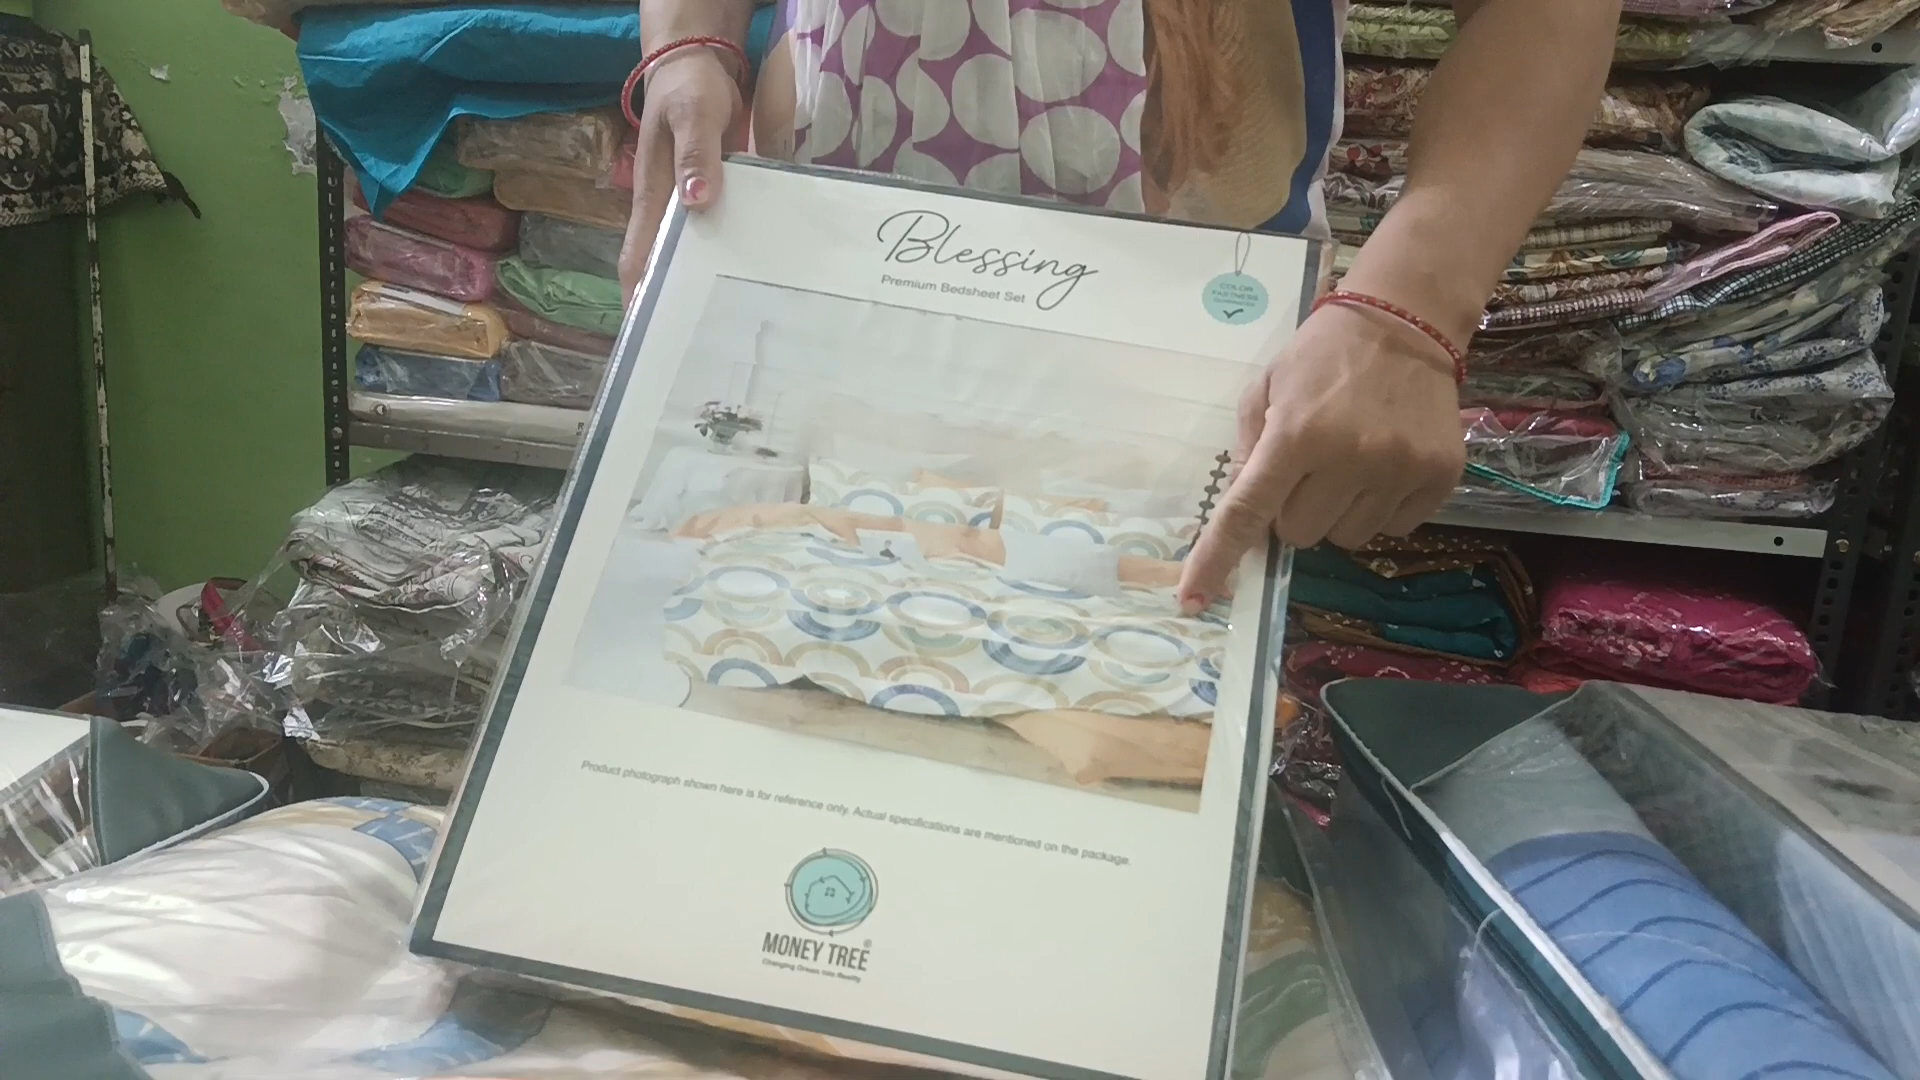 Blessing
Premium Bedsheet Set
COLOR
FASTNESS
GUARANTEE
Product photograph shown here is for reference only. Actual specifications are mentioned on the package.
MONEY TREE®
Changing Dream into Reality